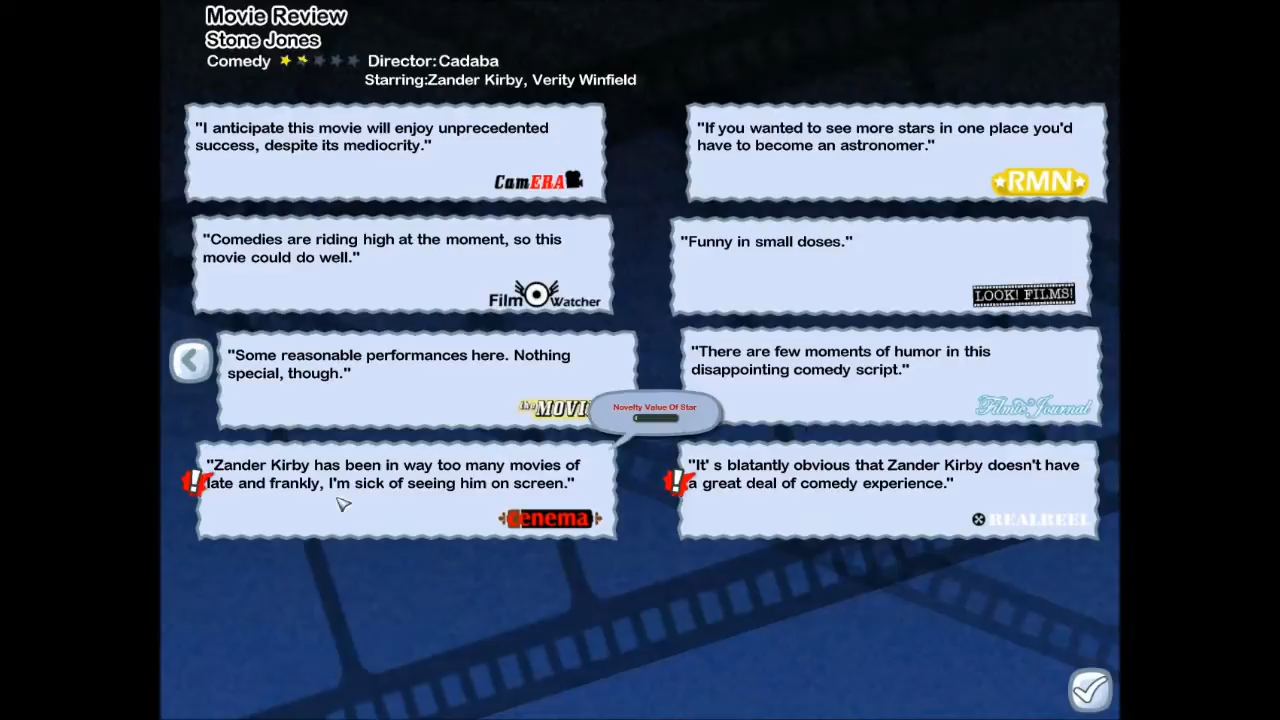 Movie Review
Stone Jones
Comedy
Director:Cadaba
Starring:Zander Kirby, Verity Winfield
"I anticipate this movie will enjoy unprecedented
success, despite its mediocrity."
CamERA
"If you wanted to see more stars in one place you'd
have to become an astronomer."
RMN
"Comedies are riding high at the moment, so this
movie could do well."
Film Watcher
"Funny in small doses."
LOOK! FILMS!
"Some reasonable performances here. Nothing
special, though."
the MOVI
"There are few moments of humor in this
disappointing comedy script."
Filmic Journal
Novelty Value Of Star
"Zander Kirby has been in way too many movies of
late and frankly, I'm sick of seeing him on screen."
cenema
"It' s blatantly obvious that Zander Kirby doesn't have
a great deal of comedy experience."
REALREEL